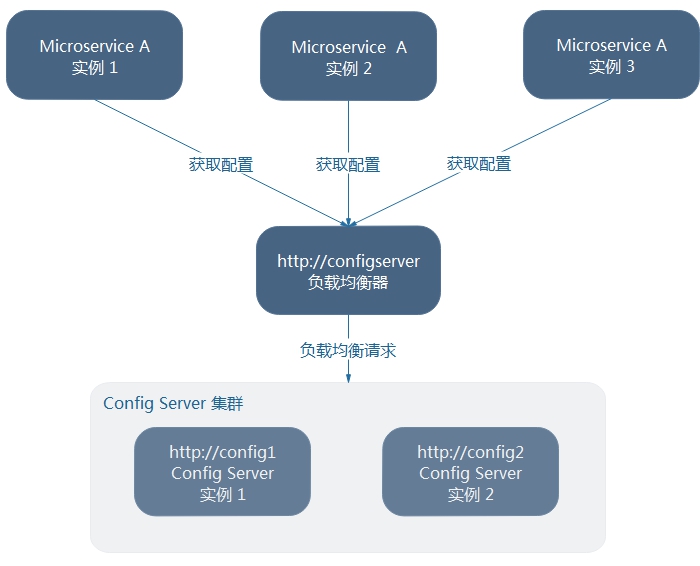 Microservice A
实例 1
Microservice A
实例 2
Microservice A
实例 3
获取配置
获取配置
获取配置
http://configserver
负载均衡器
负载均衡请求
Config Server 集群
http://config1
Config Server
实例 1
http://config2
Config Server
实例 2